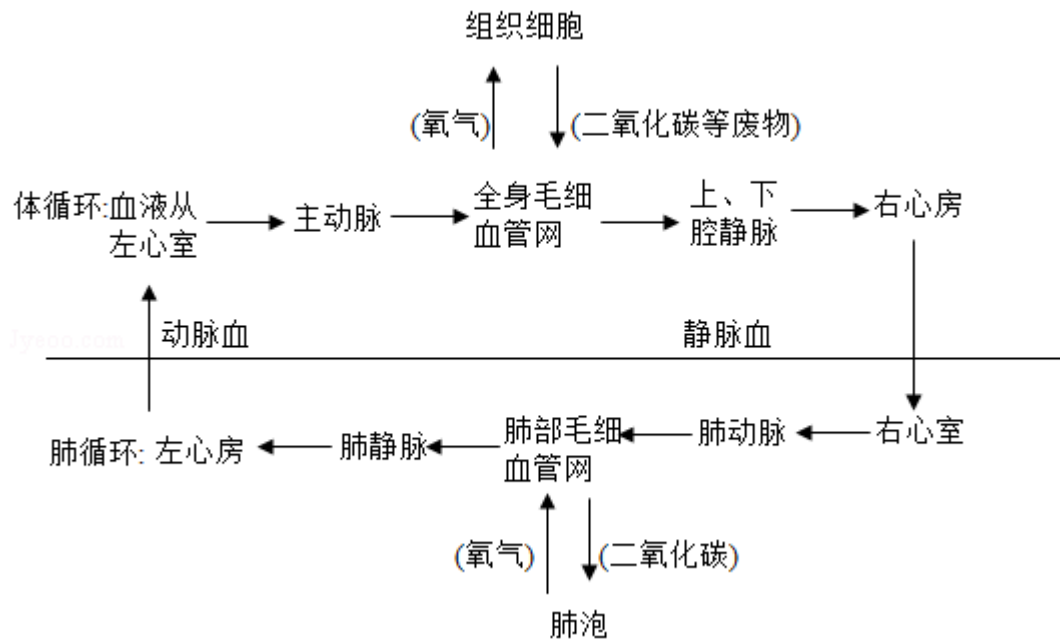 组织细胞
(氧气)
(二氧化碳等废物)
体循环:血液从
左心室
主动脉
全身毛细
血管网
上、下
腔静脉
右心房
Jyeoo.com
动脉血
静脉血
肺循环: 左心房
肺静脉
肺部毛细
血管网
肺动脉
右心室
(氧气)
(二氧化碳)
肺泡